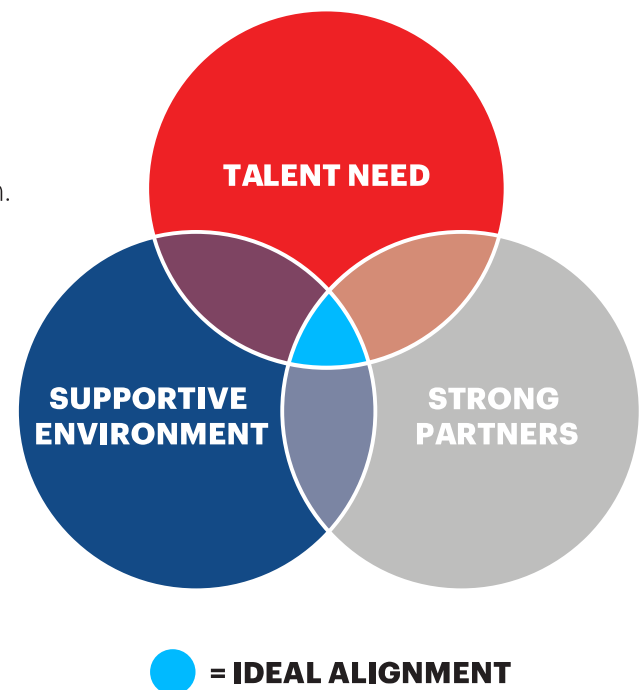 TALENT NEED
n.
SUPPORTIVE
ENVIRONMENT
STRONG
PARTNERS
= IDEAL ALIGNMENT